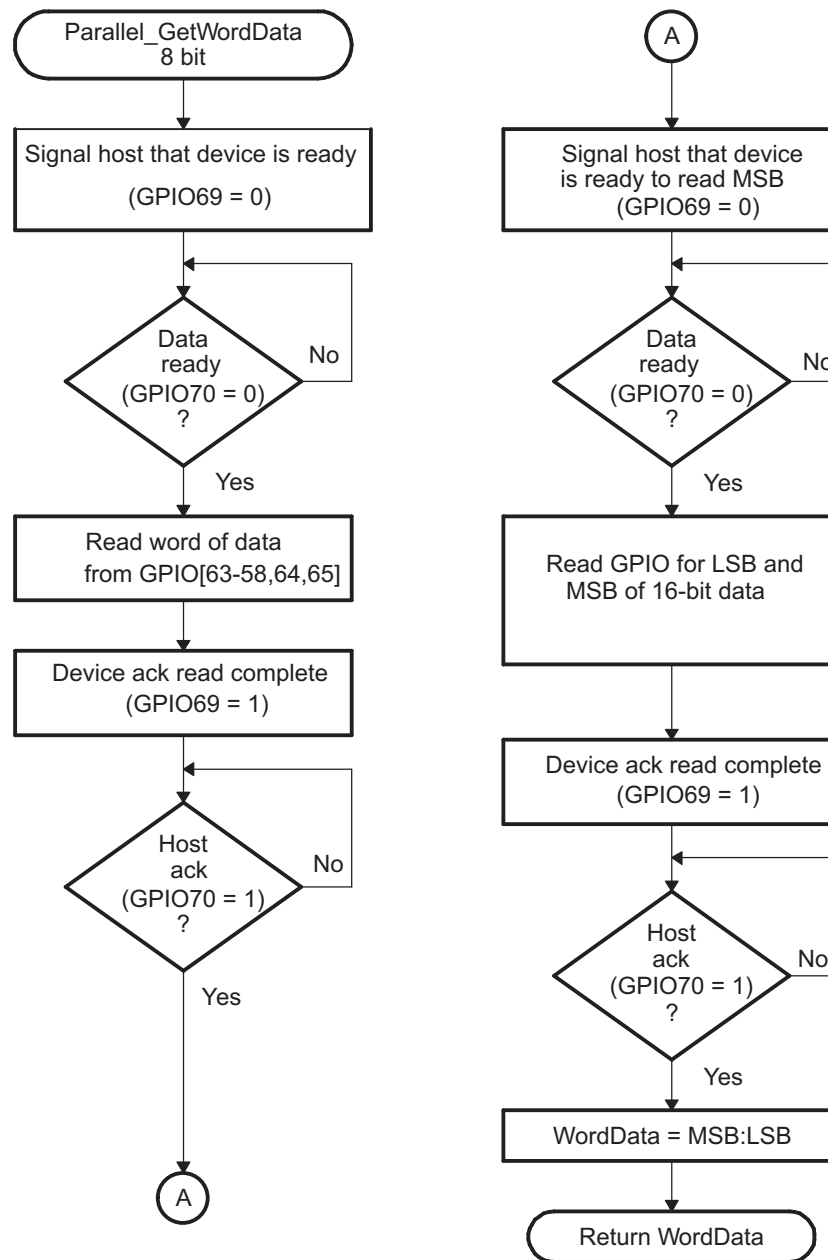 Parallel_GetWordData
8 bit
Signal host that device is ready
(GPIO69 = 0)
Data
ready
(GPIO70 = 0)
?
No
Yes
Read word of data
from GPIO[63-58,64,65]
Device ack read complete
(GPIO69 = 1)
Host
ack
(GPIO70 = 1)
?
No
Yes
A
A
Signal host that device
is ready to read MSB
(GPIO69 = 0)
Data
ready
(GPIO70 = 0)
?
No
Yes
Read GPIO for LSB and
MSB of 16-bit data
Device ack read complete
(GPIO69 = 1)
Host
ack
(GPIO70 = 1)
?
No
Yes
WordData = MSB:LSB
Return WordData